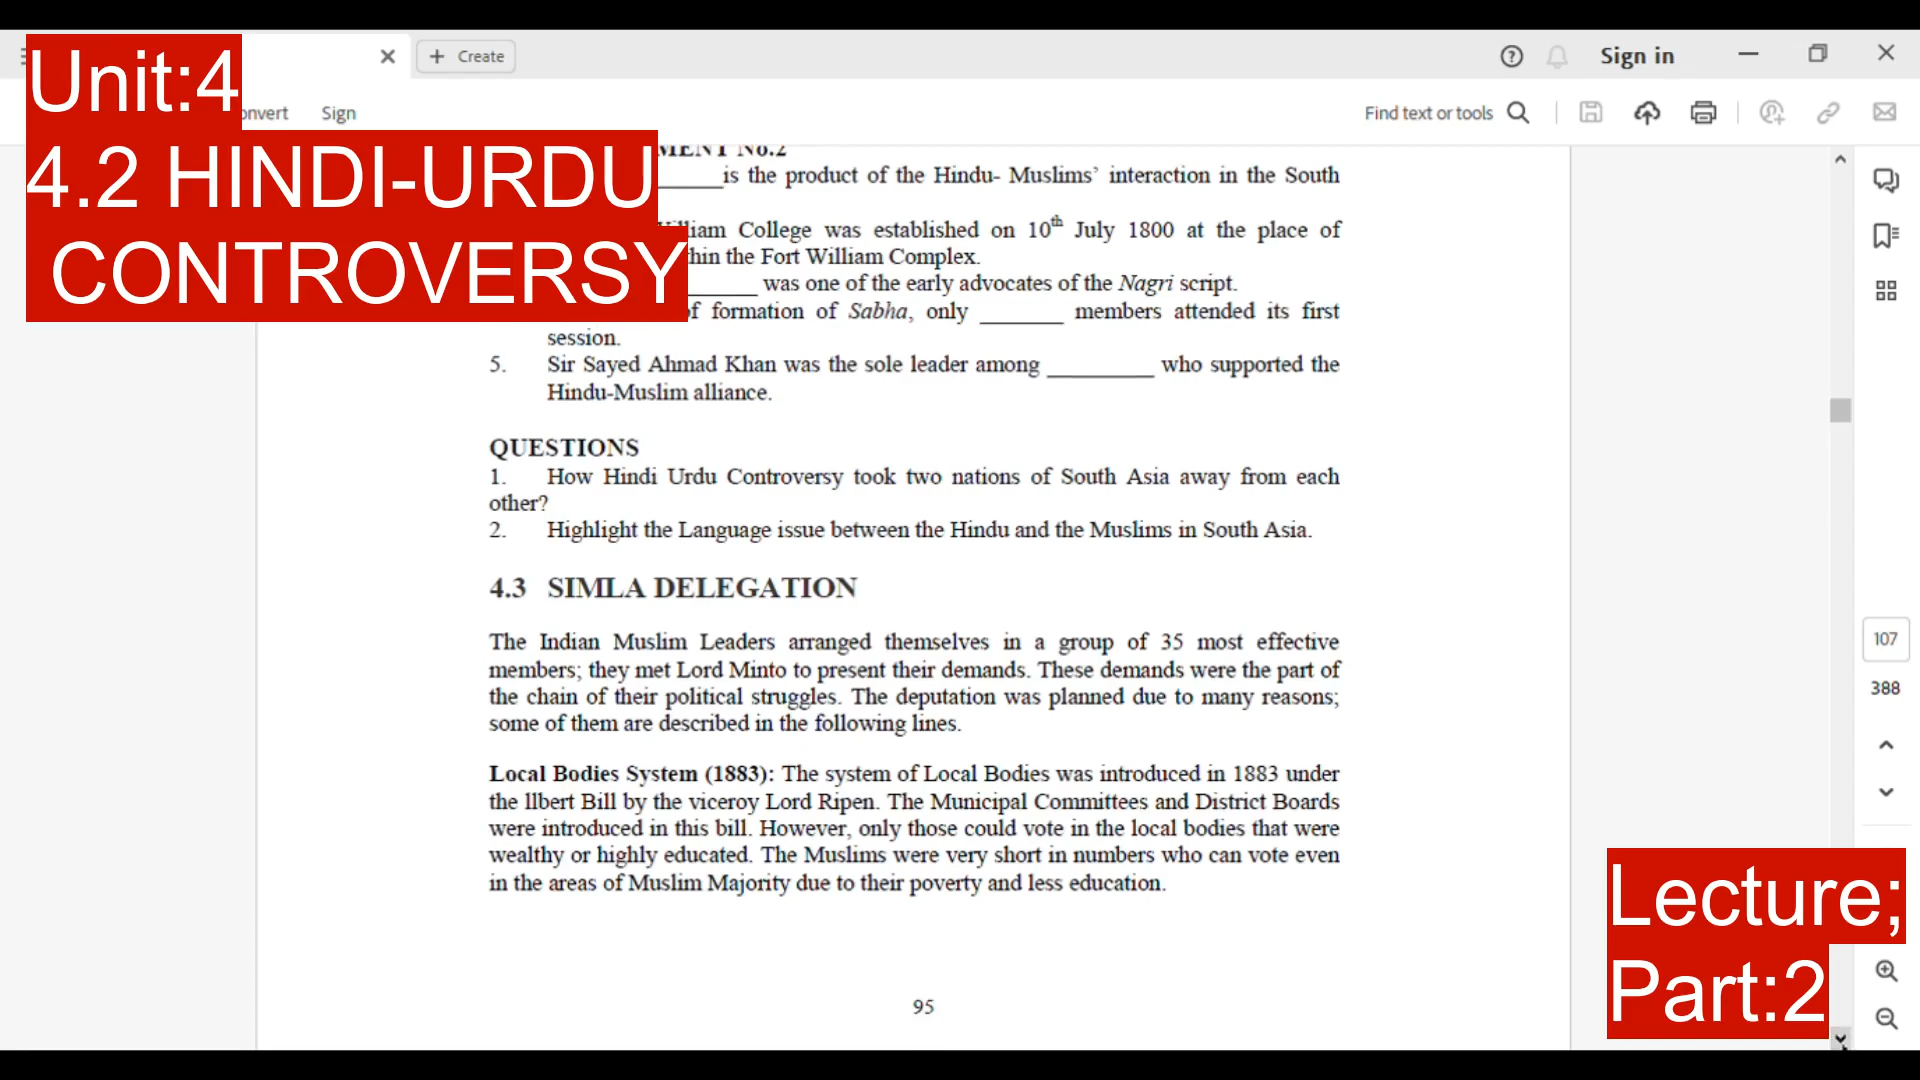 Unit:4
+ Create
Sign in
4.2 HINDI-URDU
CONTROVERSY
Sign
Find text or tools
No.2
______is the product of the Hindu- Muslims’ interaction in the South
College was established on 10th July 1800 at the place of
the Fort William Complex.
______ was one of the early advocates of the Nagri script.
formation of Sabha, only _______ members attended its first
session.
5. Sir Sayed Ahmad Khan was the sole leader among _________ who supported the
Hindu-Muslim alliance.
QUESTIONS
1. How Hindi Urdu Controversy took two nations of South Asia away from each
other?
2. Highlight the Language issue between the Hindu and the Muslims in South Asia.
4.3 SIMLA DELEGATION
The Indian Muslim Leaders arranged themselves in a group of 35 most effective
members; they met Lord Minto to present their demands. These demands were the part of
the chain of their political struggles. The deputation was planned due to many reasons;
some of them are described in the following lines.
Local Bodies System (1883): The system of Local Bodies was introduced in 1883 under
the llbert Bill by the viceroy Lord Ripen. The Municipal Committees and District Boards
were introduced in this bill. However, only those could vote in the local bodies that were
wealthy or highly educated. The Muslims were very short in numbers who can vote even
in the areas of Muslim Majority due to their poverty and less education.
95
107
388
Lecture;
Part:2